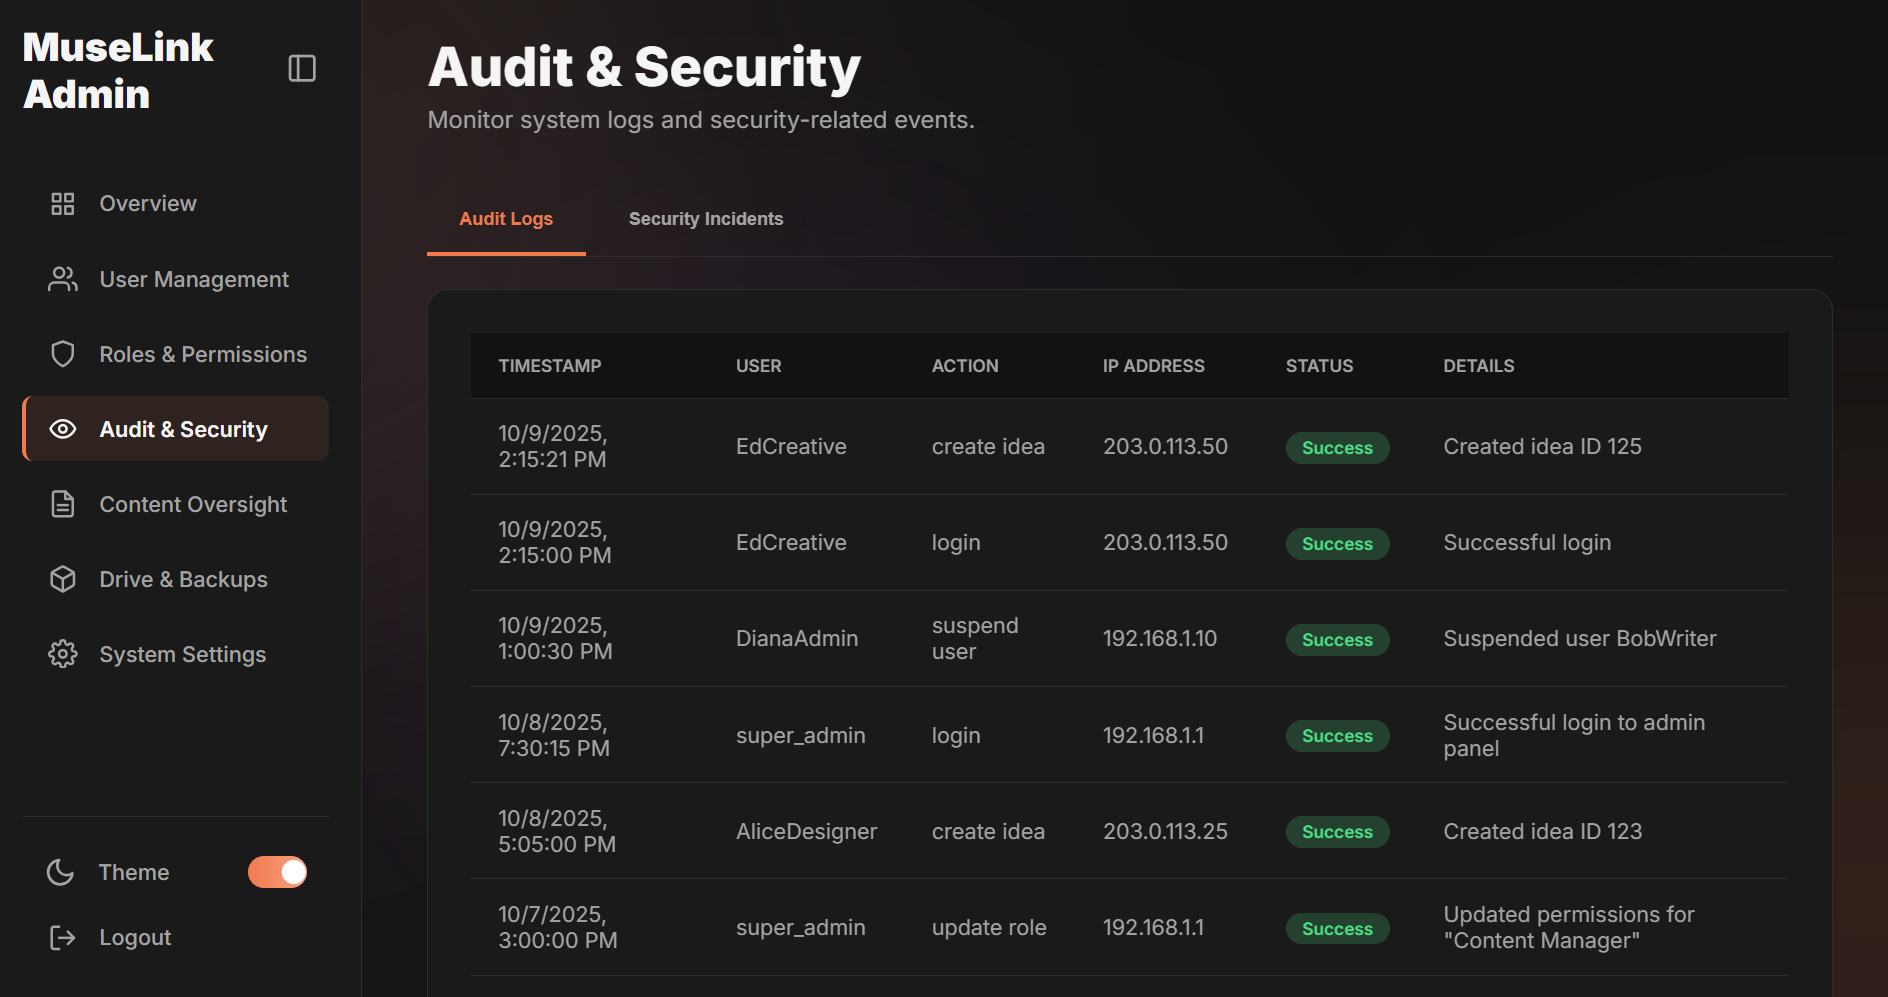 MuseLink
Admin
Overview
User Management
Roles & Permissions
Audit & Security
Content Oversight
Drive & Backups
System Settings
Theme
Logout
Audit & Security
Monitor system logs and security-related events.
Audit Logs Security Incidents
TIMESTAMP USER ACTION IP ADDRESS STATUS DETAILS
10/9/2025,
2:15:21 PM
EdCreative create idea 203.0.113.50 Success Created idea ID 125
10/9/2025,
2:15:00 PM
EdCreative login 203.0.113.50 Success Successful login
10/9/2025,
1:00:30 PM
DianaAdmin
suspend
user
192.168.1.10 Success Suspended user BobWriter
10/8/2025,
7:30:15 PM
super_admin login 192.168.1.1 Success
Successful login to admin
panel
10/8/2025,
5:05:00 PM
AliceDesigner create idea 203.0.113.25 Success Created idea ID 123
10/7/2025,
3:00:00 PM
super_admin update role 192.168.1.1 Success
Updated permissions for
"Content Manager"